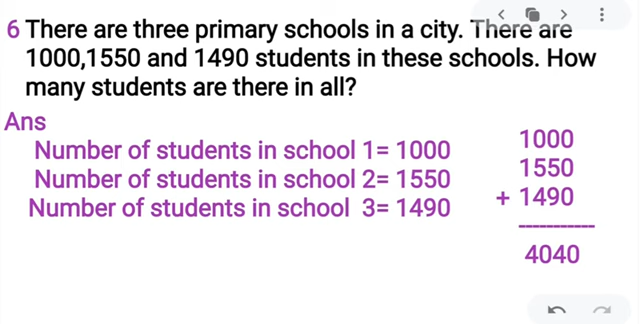 6 There are three primary schools in a city. There are
1000,1550 and 1490 students in these schools. How
many students are there in all?
Ans
Number of students in school 1= 1000
Number of students in school 2= 1550
Number of students in school 3= 1490
1000
1550
+ 1490
-----------
4040